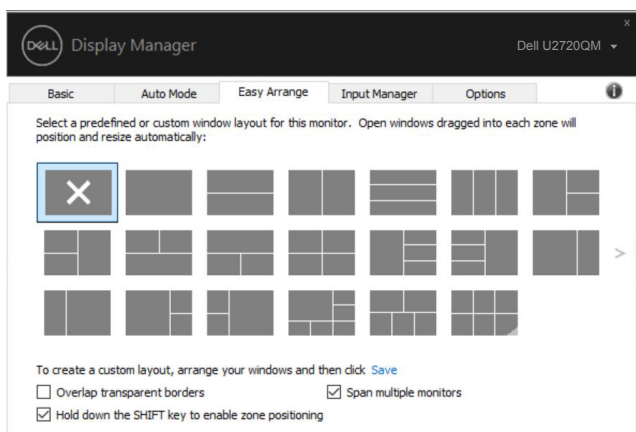 x
DELL Display Manager Dell U2720QM
Basic Auto Mode Easy Arrange Input Manager Options
Select a predefined or custom window layout for this monitor. Open windows dragged into each zone will
position and resize automatically:
>
To create a custom layout, arrange your windows and then click Save
Overlap transparent borders Span multiple monitors
Hold down the SHIFT key to enable zone positioning